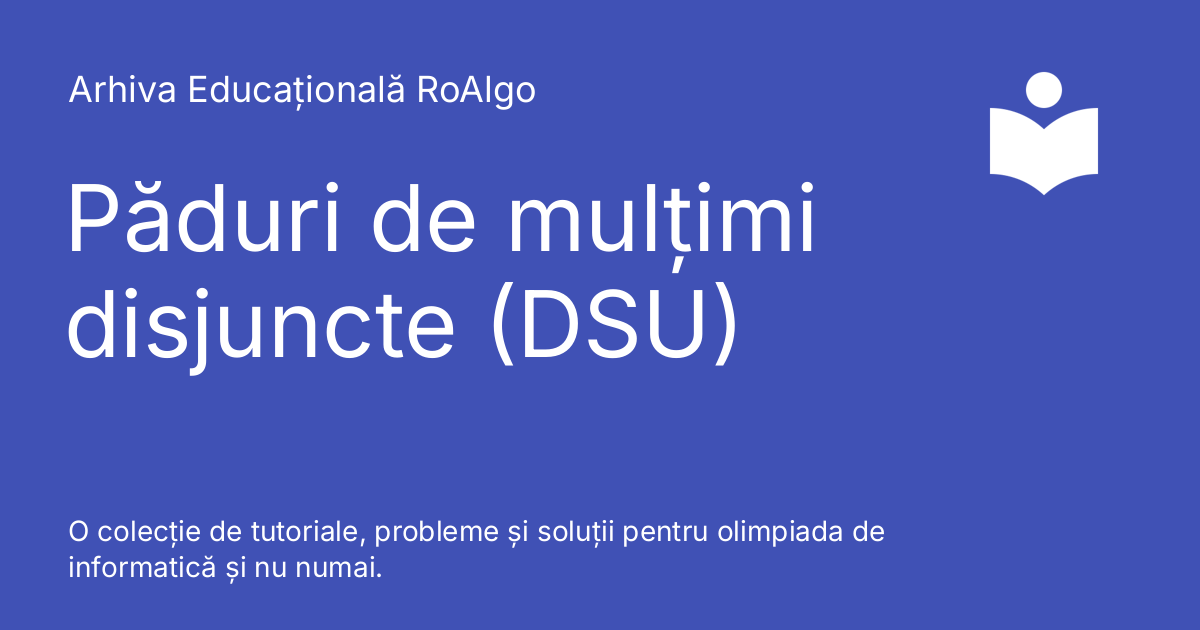 Arhiva Educațională RoAlgo
Păduri de mulțimi
disjuncte (DSU)
O colecție de tutoriale, probleme și soluții pentru olimpiada de
informatică și nu numai.